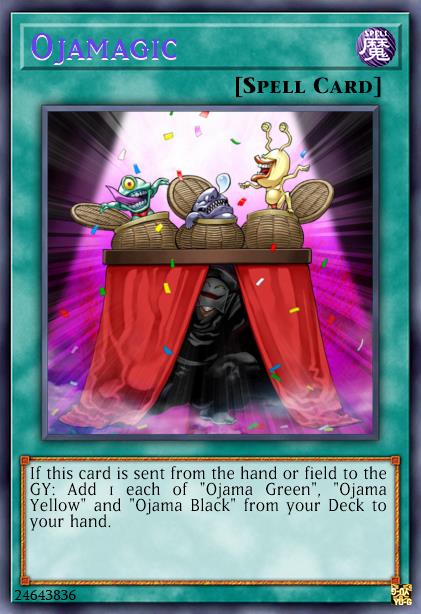 Ojamagic
SPELL
魔
[Spell Card]
If this card is sent from the hand or field to the
GY: Add 1 each of "Ojama Green", "Ojama
Yellow" and "Ojama Black" from your Deck to
your hand.
24643836